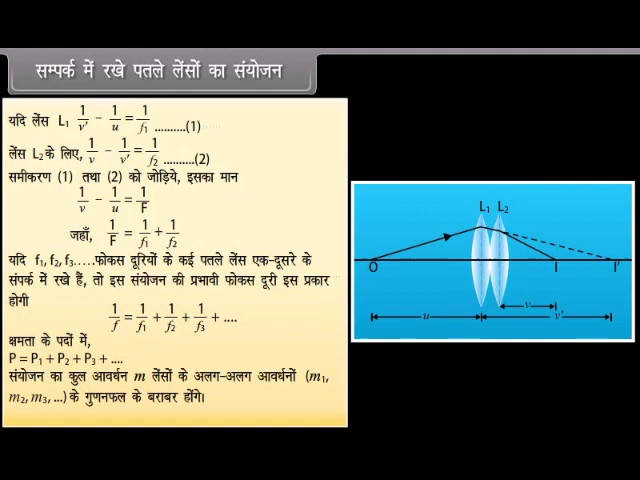 सम्पर्क में रखे पतले लेंसों का संयोजन
यदि लेंस L₁ 1/v' − 1/u = 1/f₁ ..........(1)
लेंस L₂ के लिए, 1/v − 1/v' = 1/f₂ ..........(2)
समीकरण (1) तथा (2) को जोड़िये, इसका मान
1/v − 1/u = 1/F
जहाँ, 1/F = 1/f₁ + 1/f₂
यदि f₁, f₂, f₃.....फोकस दूरियों के कई पतले लेंस एक-दूसरे के
संपर्क में रखे हैं, तो इस संयोजन की प्रभावी फोकस दूरी इस प्रकार
होगी
1/f = 1/f₁ + 1/f₂ + 1/f₃ + ....
क्षमता के पदों में,
P = P₁ + P₂ + P₃ + ....
संयोजन का कुल आवर्धन m लेंसों के अलग-अलग आवर्धनों (m₁,
m₂, m₃, ...) के गुणनफल के बराबर होंगे।
L₁ L₂
O I I'
v
u v'